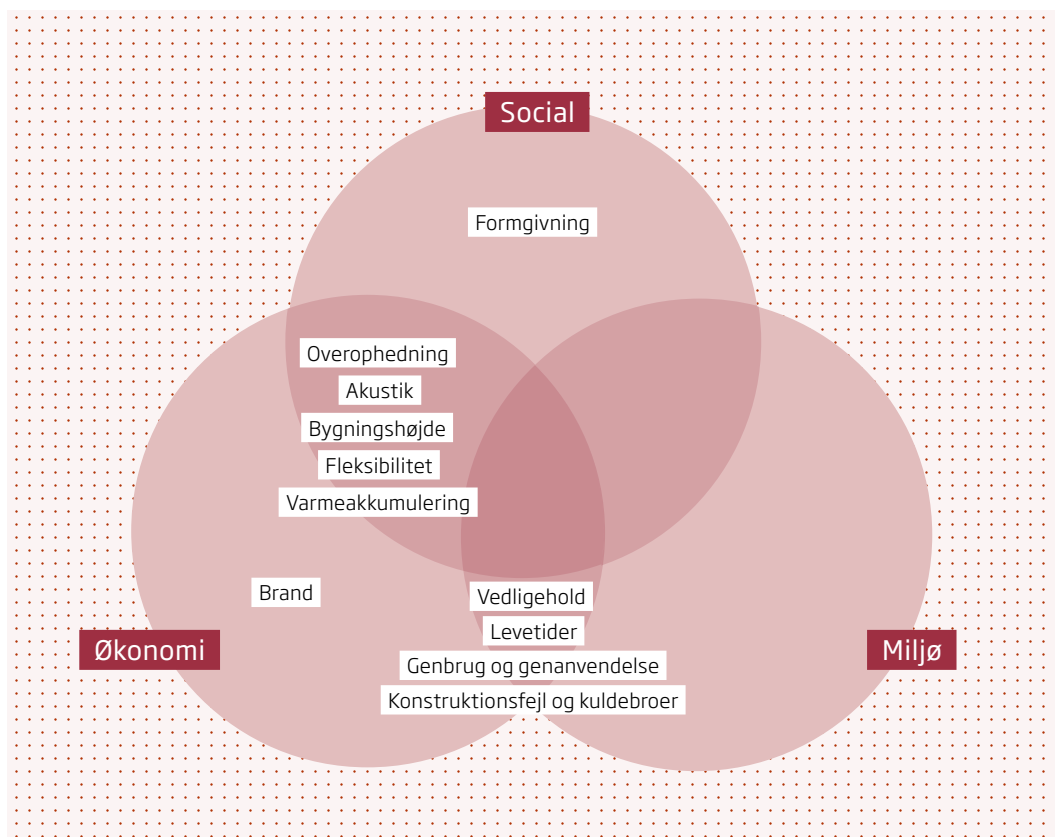 Social
Formgivning
Overophedning
Akustik
Bygningshøjde
Fleksibilitet
Varmeakkumulering
Brand
Vedligehold
Levetider
Økonomi
Miljø
Genbrug og genanvendelse
Konstruktionsfejl og kuldebroer